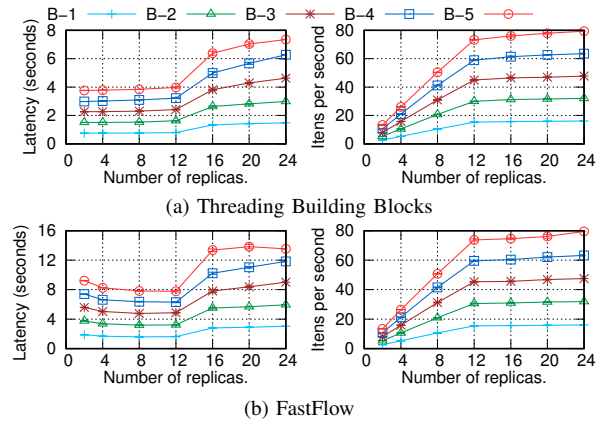 B-1 B-2 B-3 B-4 B-5
Latency (seconds)
8
6
4
2
0
0 4 8 12 16 20 24
Number of replicas.
Itens per second
80
60
40
20
0
0 4 8 12 16 20 24
Number of replicas.
(a) Threading Building Blocks
Latency (seconds)
16
12
8
4
0
0 4 8 12 16 20 24
Number of replicas.
Itens per second
80
60
40
20
0
0 4 8 12 16 20 24
Number of replicas.
(b) FastFlow